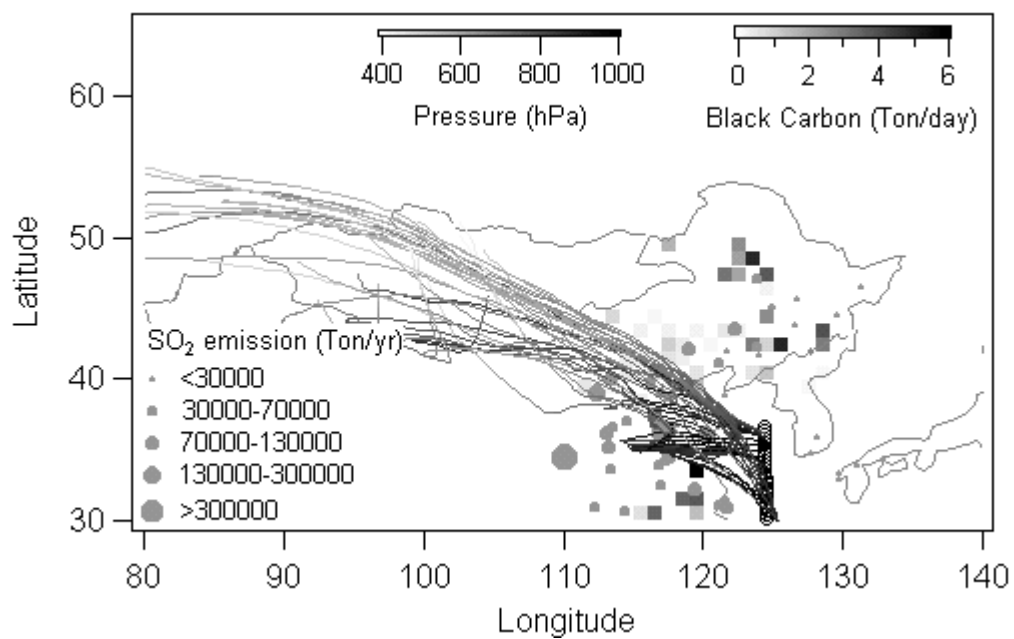 400 600 800 1000
Pressure (hPa)
0 2 4 6
Black Carbon (Ton/day)
60
50
40
30
Latitude
SO₂ emission (Ton/yr)
<30000
30000-70000
70000-130000
130000-300000
>300000
80 90 100 110 120 130 140
Longitude